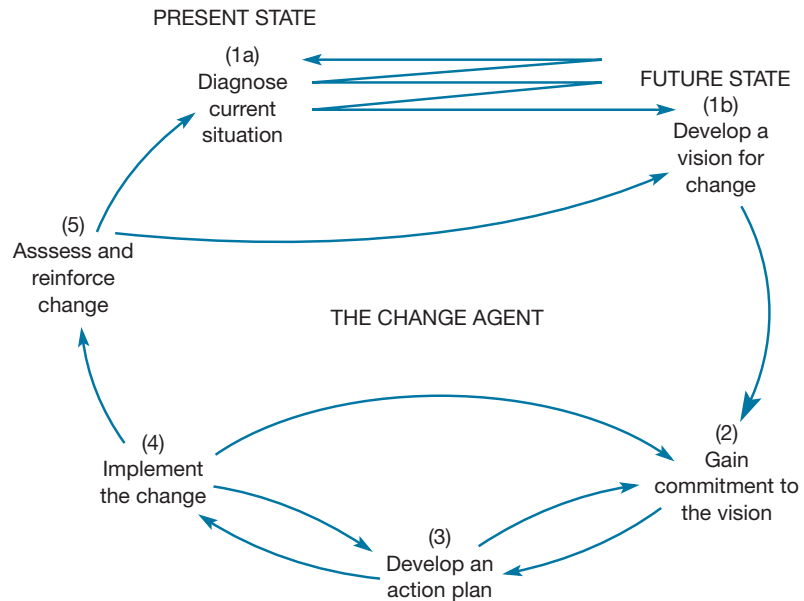 PRESENT STATE
(1a)
Diagnose
current
situation
FUTURE STATE
(1b)
Develop a
vision for
change
(5)
Asssess and
reinforce
change
THE CHANGE AGENT
(2)
Gain
commitment to
the vision
(4)
Implement
the change
(3)
Develop an
action plan